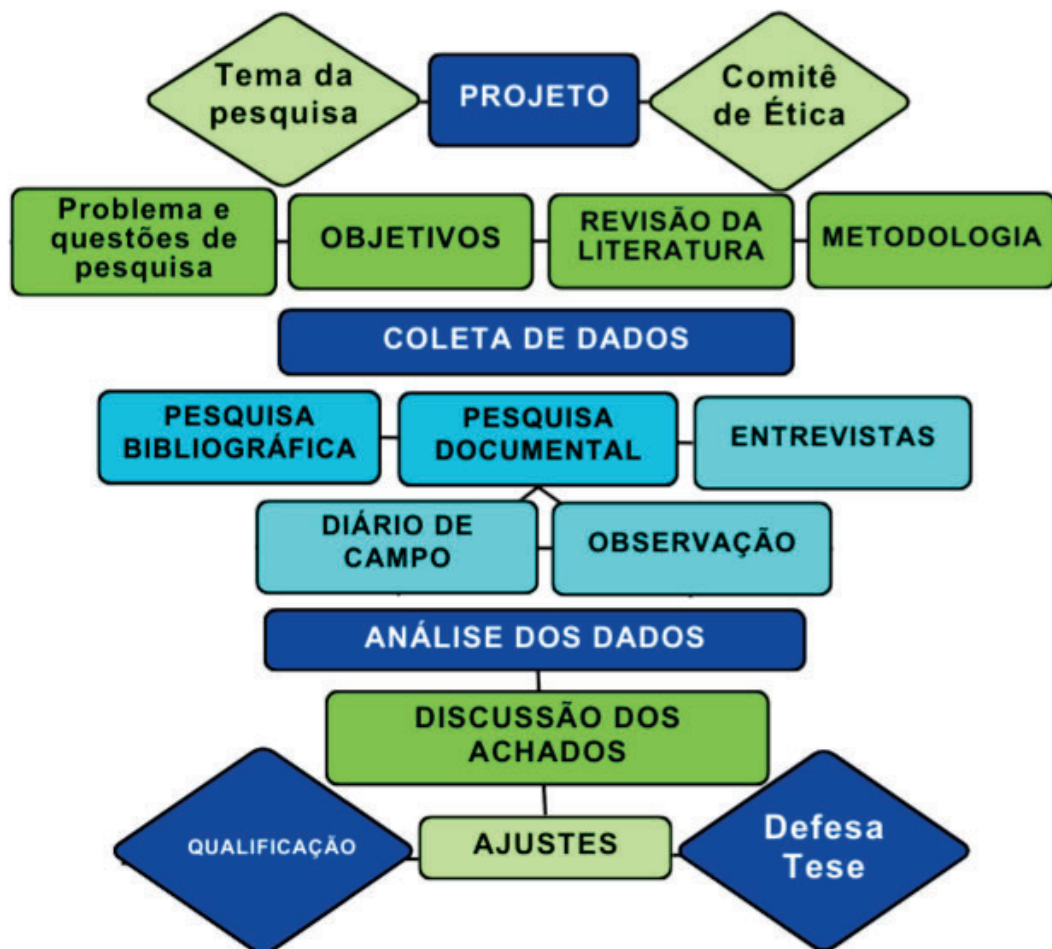 Tema da
pesquisa
PROJETO
Comitê
de Ética
Problema e
questões de
pesquisa
OBJETIVOS
REVISÃO DA
LITERATURA
METODOLOGIA
COLETA DE DADOS
PESQUISA
BIBLIOGRÁFICA
PESQUISA
DOCUMENTAL
ENTREVISTAS
DIÁRIO DE
CAMPO
OBSERVAÇÃO
ANÁLISE DOS DADOS
DISCUSSÃO DOS
ACHADOS
QUALIFICAÇÃO
AJUSTES
Defesa
Tese